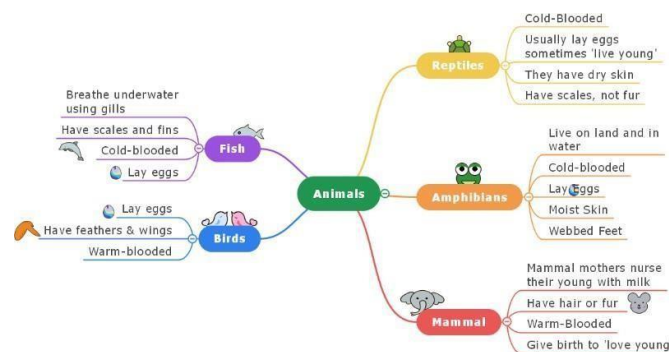 Animals
Reptiles
Cold-Blooded
Usually lay eggs
sometimes 'live young'
They have dry skin
Have scales, not fur
Fish
Breathe underwater
using gills
Have scales and fins
Cold-blooded
Lay eggs
Birds
Lay eggs
Have feathers & wings
Warm-blooded
Amphibians
Live on land and in
water
Cold-blooded
Lay Eggs
Moist Skin
Webbed Feet
Mammal
Mammal mothers nurse
their young with milk
Have hair or fur
Warm-Blooded
Give birth to 'love young